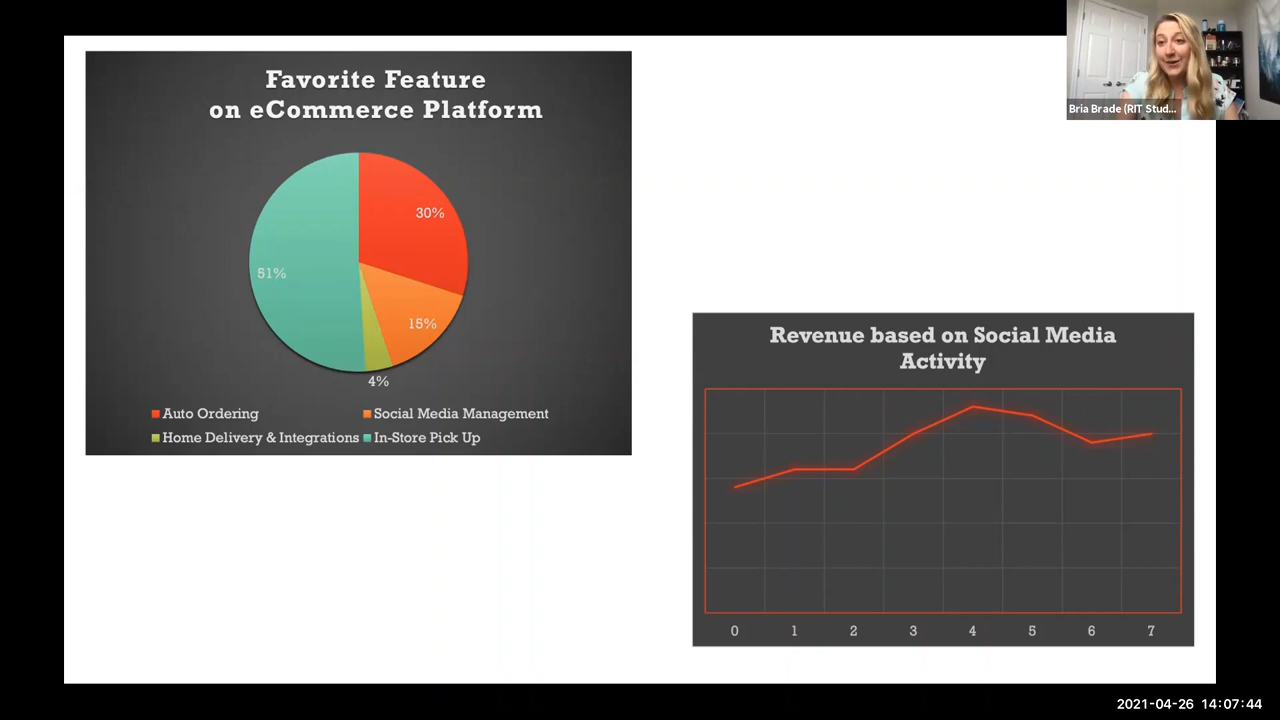 Favorite Feature
on eCommerce Platform
30%
51%
15%
4%
Auto Ordering
Social Media Management
Home Delivery & Integrations
In-Store Pick Up
Bria Brade (RIT Stud...
Revenue based on Social Media
Activity
0 1 2 3 4 5 6 7
2021-04-26 14:07:44